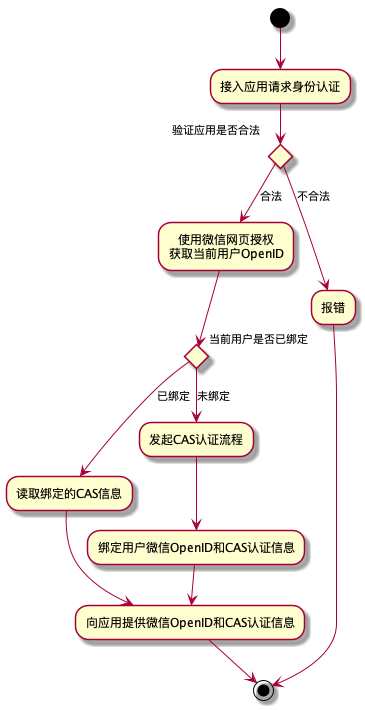 接入应用请求身份认证
验证应用是否合法
合法
不合法
使用微信网页授权
获取当前用户OpenID
报错
当前用户是否已绑定
已绑定
未绑定
发起CAS认证流程
读取绑定的CAS信息
绑定用户微信OpenID和CAS认证信息
向应用提供微信OpenID和CAS认证信息